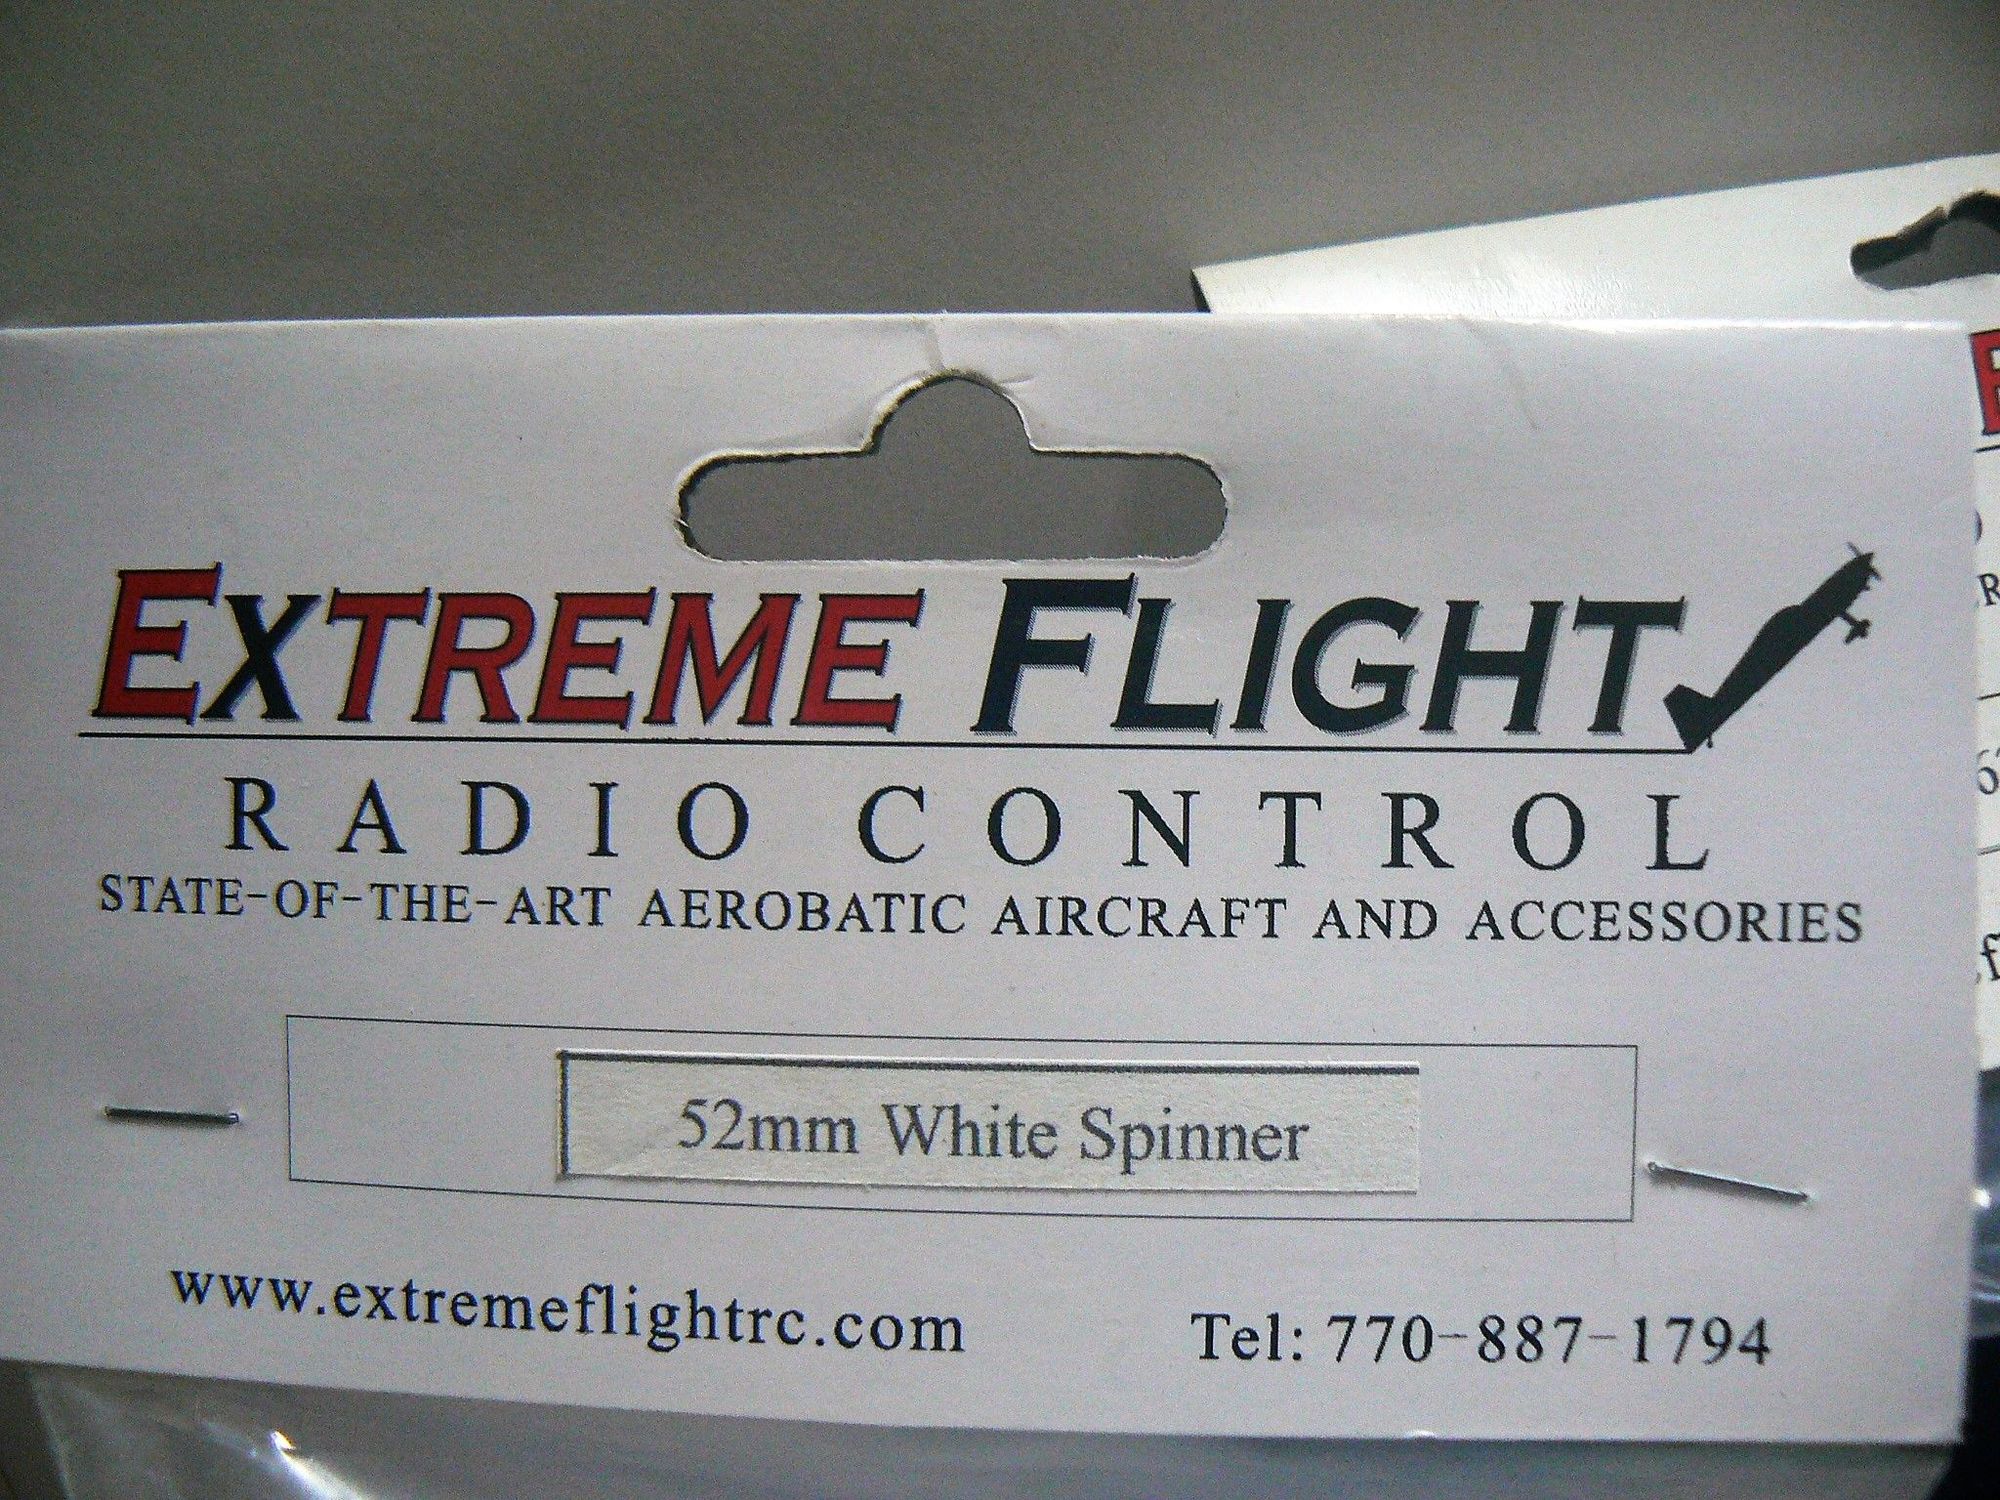 EXTREME FLIGHT
RADIO CONTROL
STATE-OF-THE-ART AEROBATIC AIRCRAFT AND ACCESSORIES
52mm White Spinner
www.extremeflightrc.com
Tel: 770-887-1794